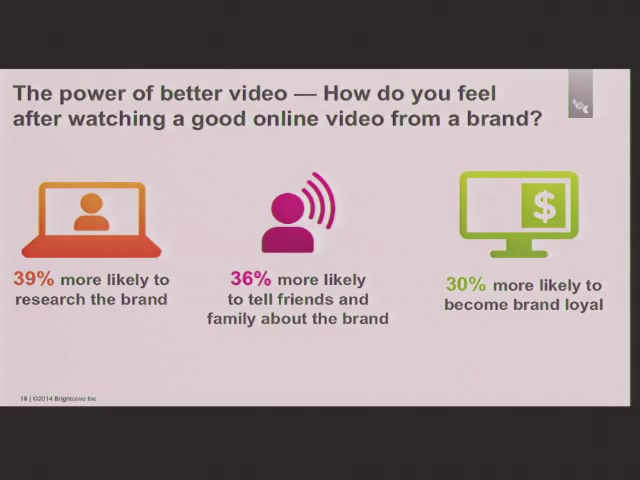 The power of better video — How do you feel
after watching a good online video from a brand?
$
39% more likely to
research the brand
36% more likely
to tell friends and
family about the brand
30% more likely to
become brand loyal
18 | ©2014 Brightcove Inc